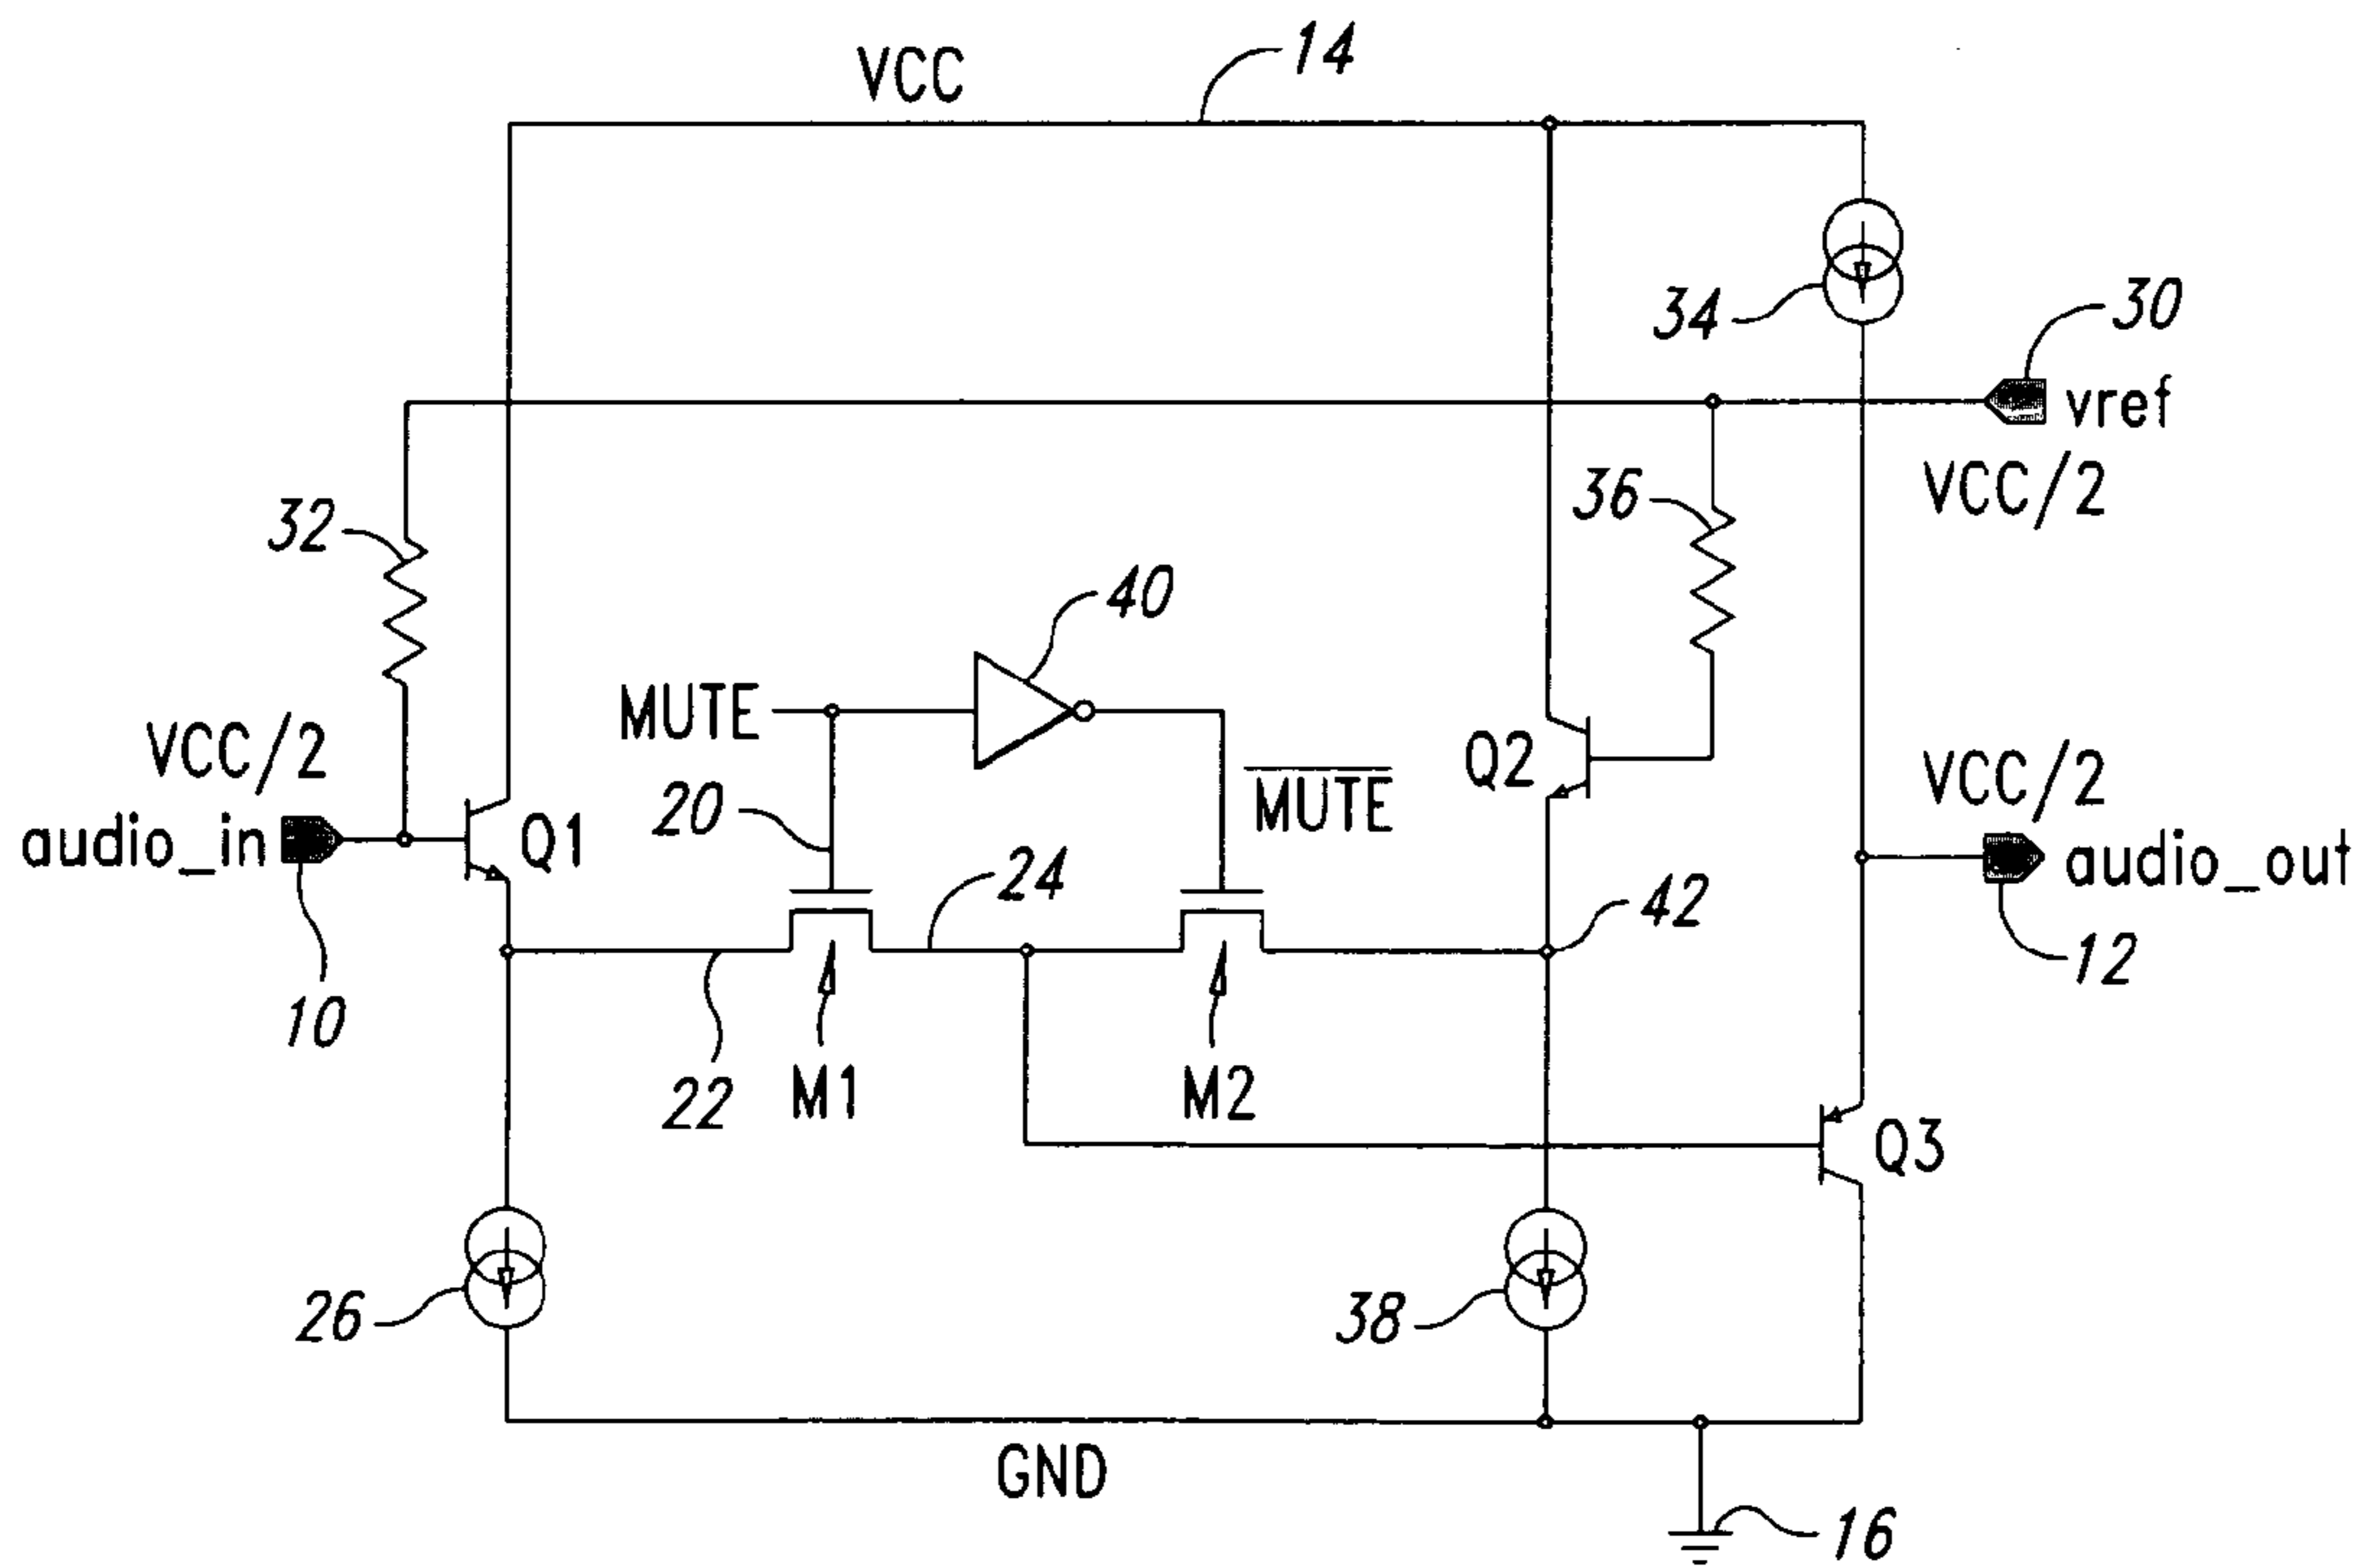 VCC
14
34
30
vref
VCC/2
36
32
40
MUTE
VCC/2
audio_in
Q1
20
MUTE
Q2
VCC/2
audio_out
24
42
12
10
22
M1
M2
Q3
26
38
GND
16